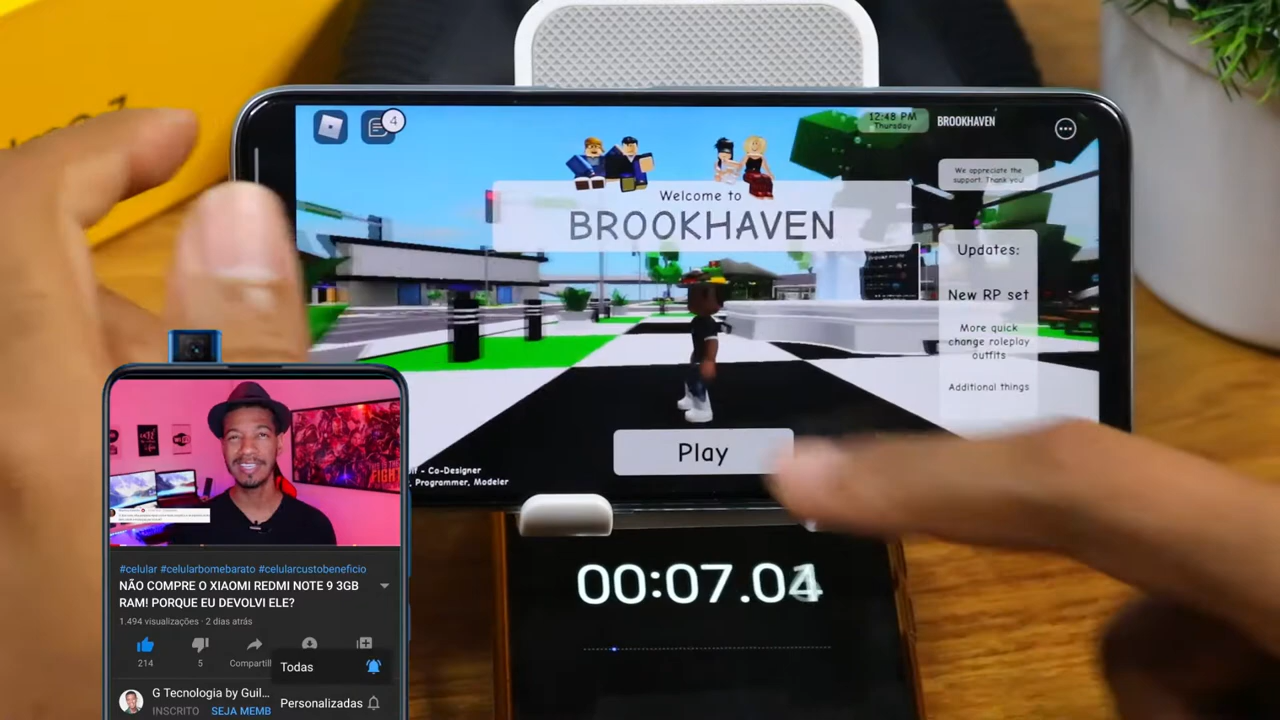 4
12:48 PM
Thursday
BROOKHAVEN
We appreciate the
support. Thank you!
Welcome to
BROOKHAVEN
Updates:
New RP set
More quick
change roleplay
outfits
Additional things
Play
- Co-Designer
Programmer, Modeler
00:07.04
FIGHT
#celular #celularbomebarato #celularcustobeneficio
NÃO COMPRE O XIAOMI REDMI NOTE 9 3GB
RAM! PORQUE EU DEVOLVI ELE?
1.494 visualizações · 2 dias atrás
214
5
Compartil
Todas
G Tecnologia by Guil...
INSCRITO
SEJA MEMB
Personalizadas